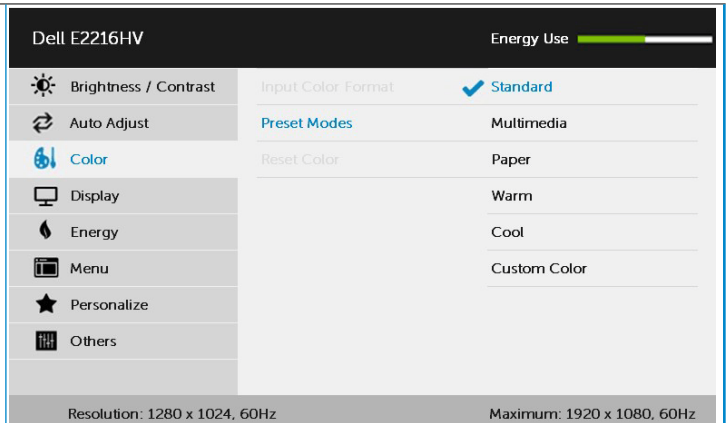 Dell E2216HV Energy Use
Brightness / Contrast Input Color Format Standard
Auto Adjust Preset Modes Multimedia
Color Reset Color Paper
Display Warm
Energy Cool
Menu Custom Color
Personalize
Others
Resolution: 1280 x 1024, 60Hz Maximum: 1920 x 1080, 60Hz